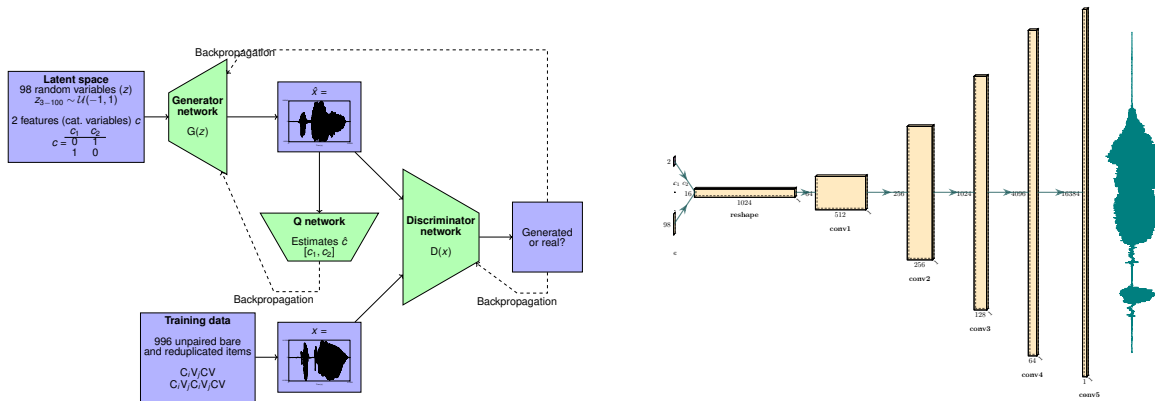 Backpropagation
Latent space
98 random variables (z)
z₃₋₁₀₀ ∼ 𝒰(−1, 1)
2 features (cat. variables) c
c₁ c₂
c = 0 1
1 0
Generator
network
G(z)
x̂ =
Q network
Estimates ĉ
[c₁, c₂]
Discriminator
network
D(x)
Generated
or real?
Backpropagation
Backpropagation
Training data
996 unpaired bare
and reduplicated items
CᵢVⱼCV
CᵢVⱼCᵢVⱼCV
x =
2
c₁ c₂
98
16
1024
reshape
64
512
conv1
256
256
conv2
1024
128
conv3
4096
64
conv4
16384
1
conv5